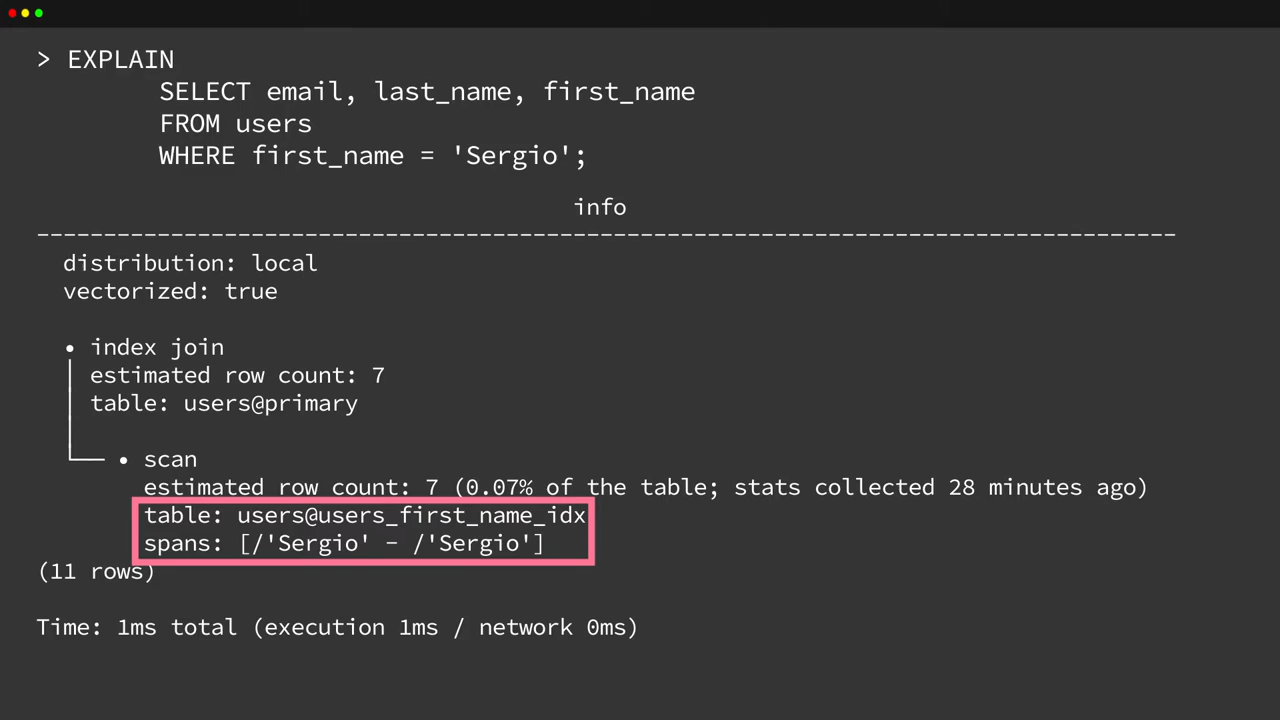 > EXPLAIN
SELECT email, last_name, first_name
FROM users
WHERE first_name = 'Sergio';
info
-------------------------------------------------------------------------------------
distribution: local
vectorized: true
• index join
estimated row count: 7
table: users@primary
└── • scan
estimated row count: 7 (0.07% of the table; stats collected 28 minutes ago)
table: users@users_first_name_idx
spans: [/'Sergio' - /'Sergio']
(11 rows)
Time: 1ms total (execution 1ms / network 0ms)